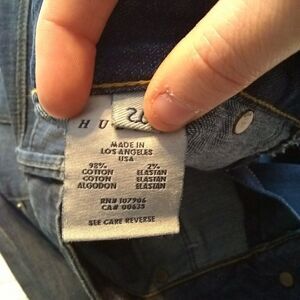 HU
MADE IN
LOS ANGELES
USA
98% 2%
COTTON ELASTAN
COTON ELASTAN
ALGODON ELASTAN
RN# 107906
CA# 00635
SEE CARE REVERSE